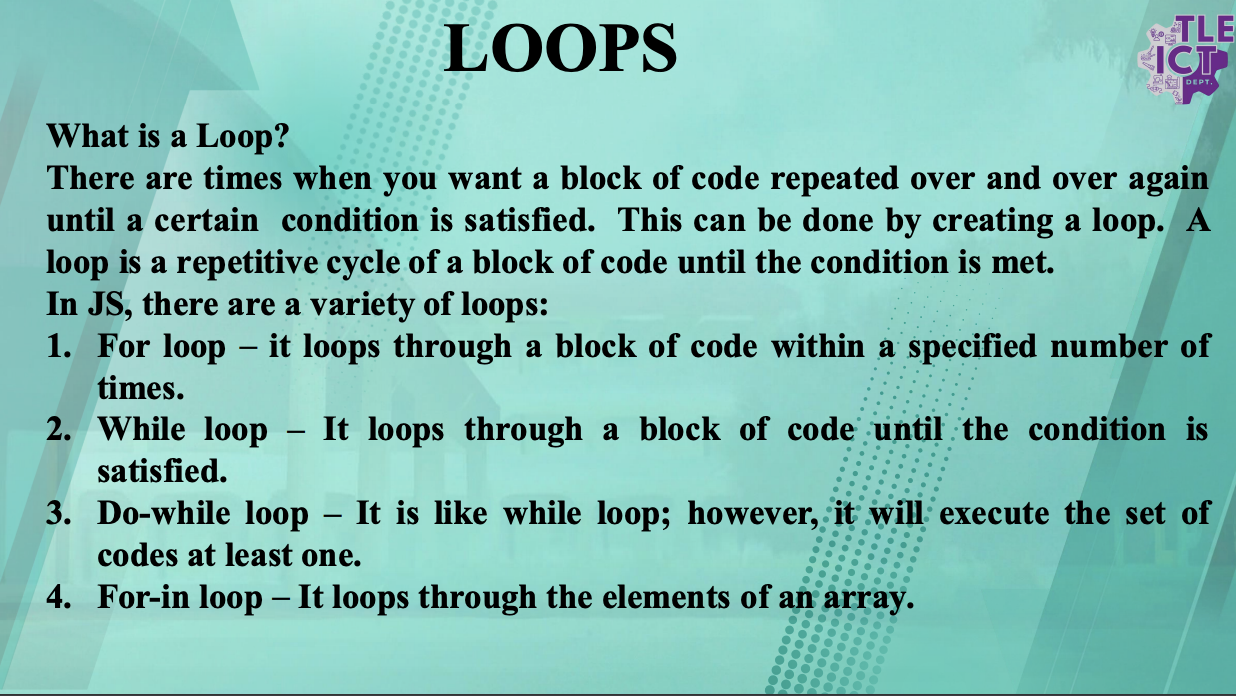 LOOPS
TLE
ICT
DEPT.
What is a Loop?
There are times when you want a block of code repeated over and over again
until a certain  condition is satisfied.  This can be done by creating a loop.  A
loop is a repetitive cycle of a block of code until the condition is met.
In JS, there are a variety of loops:
1. For loop – it loops through a block of code within a specified number of
times.
2. While loop – It loops through a block of code until the condition is
satisfied.
3. Do-while loop – It is like while loop; however, it will execute the set of
codes at least one.
4. For-in loop – It loops through the elements of an array.